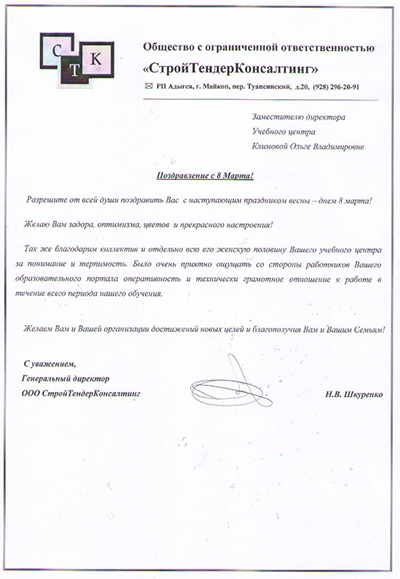 С
Т
К
Общество с ограниченной ответственностью
«СтройТендерКонсалтинг»
РП Адыгея, г. Майкоп, пер. Туапсинский, д.20, (928) 296-20-91
Заместителю директора
Учебного центра
Климовой Ольге Владимировне
Поздравление с 8 Марта!
Разрешите от всей души поздравить Вас с наступающим праздником весны – днем 8 марта!
Желаю Вам задора, оптимизма, цветов и прекрасного настроения!
Так же благодарим коллектив и отдельно всю его женскую половину Вашего учебного центра
за понимание и терпимость. Было очень приятно ощущать со стороны работников Вашего
образовательного портала оперативность и технически грамотное отношение к работе в
течение всего периода нашего обучения.
Желаем Вам и Вашей организации достижений новых целей и благополучия Вам и Вашим Семьям!
С уважением,
Генеральный директор
ООО СтройТендерКонсалтинг
Н.В. Шкуренко